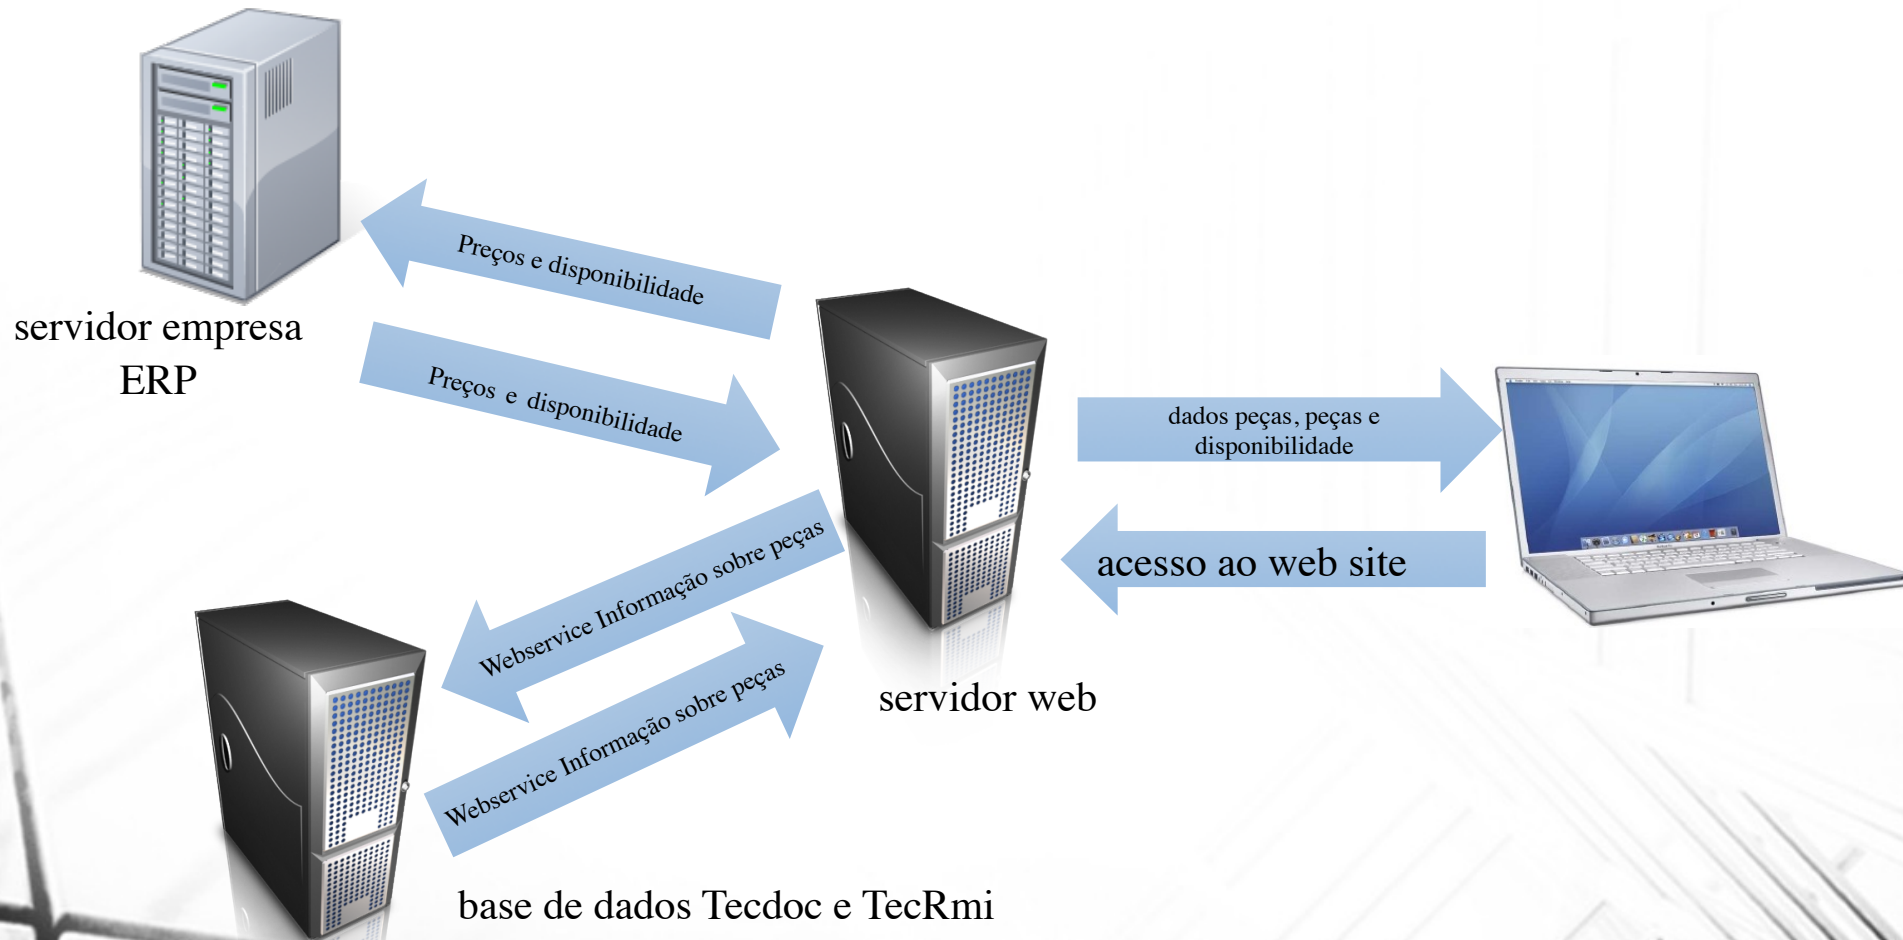 Preços e disponibilidade
servidor empresa
ERP
Preços e disponibilidade
dados peças, peças e
disponibilidade
acesso ao web site
Webservice Informação sobre peças
Webservice Informação sobre peças
servidor web
base de dados Tecdoc e TecRmi